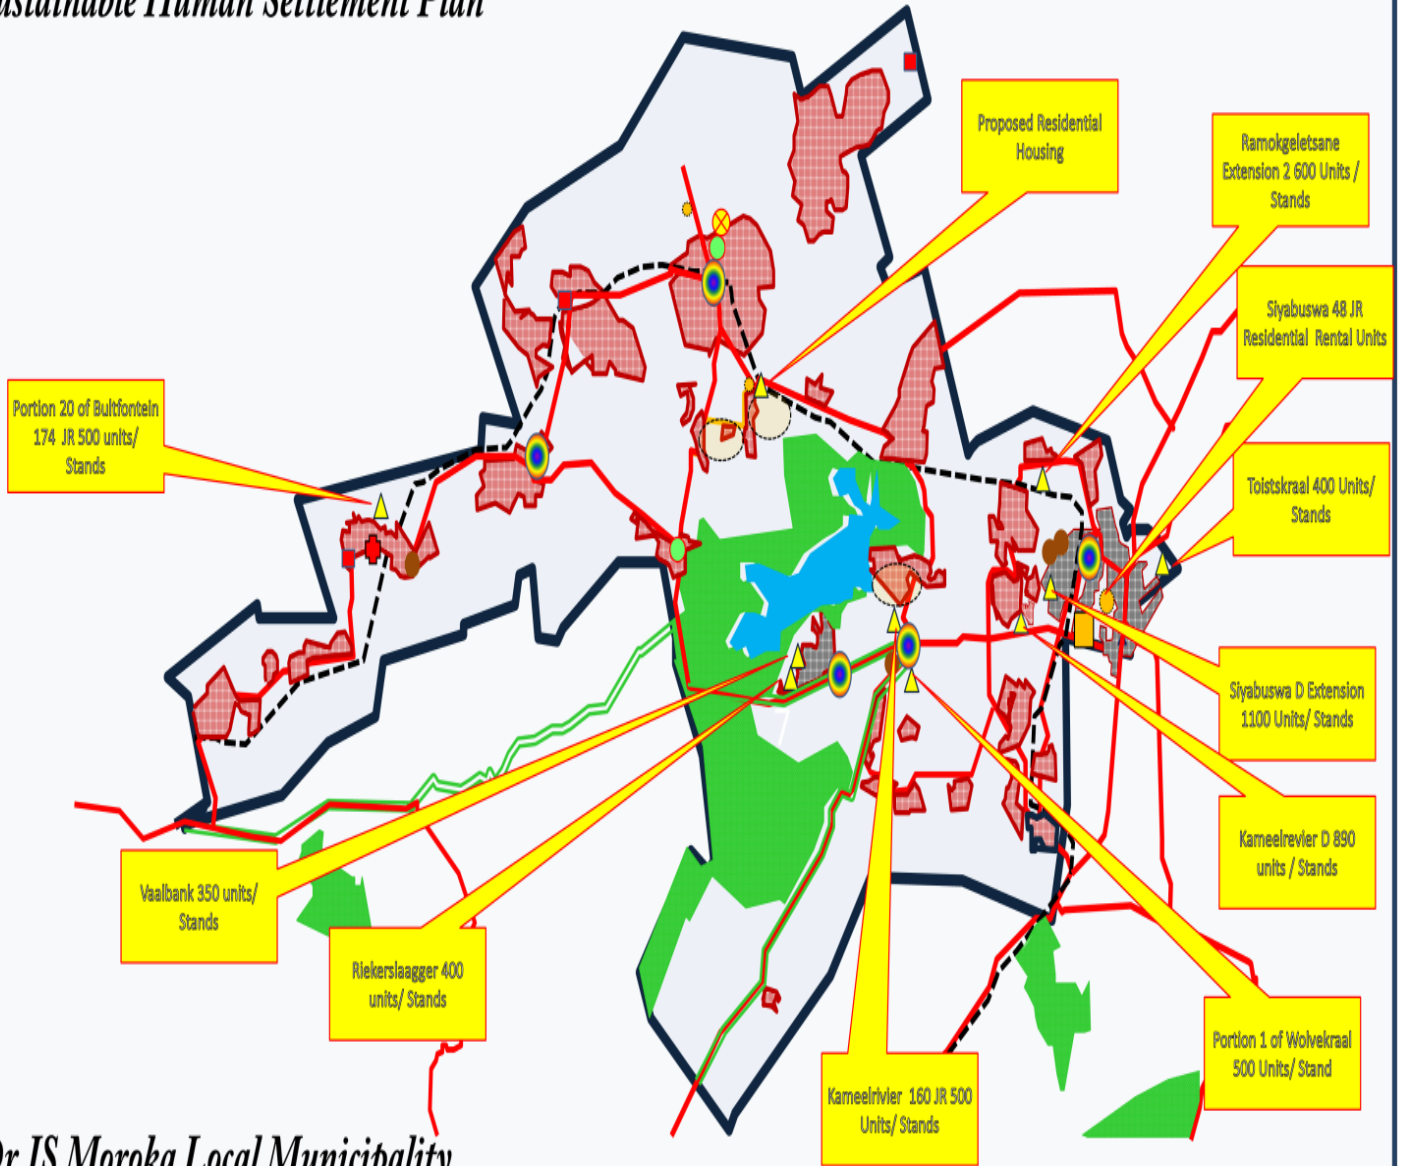 ustainable Human Settlement Plan
Proposed Residential
Housing
Ramokgeletsane
Extension 2 600 Units /
Stands
Siyabuswa 48 JR
Residential Rental Units
Portion 20 of Bultfontein
174 JR 500 units/
Stands
Toistskraal 400 Units/
Stands
Siyabuswa D Extension
1100 Units/ Stands
Kameelrevier D 890
units / Stands
Vaalbank 350 units/
Stands
Riekerslaagger 400
units/ Stands
Portion 1 of Wolvekraal
500 Units/ Stand
Kameelrivier 160 JR 500
Units/ Stands
Dr JS Moroka Local Municipality